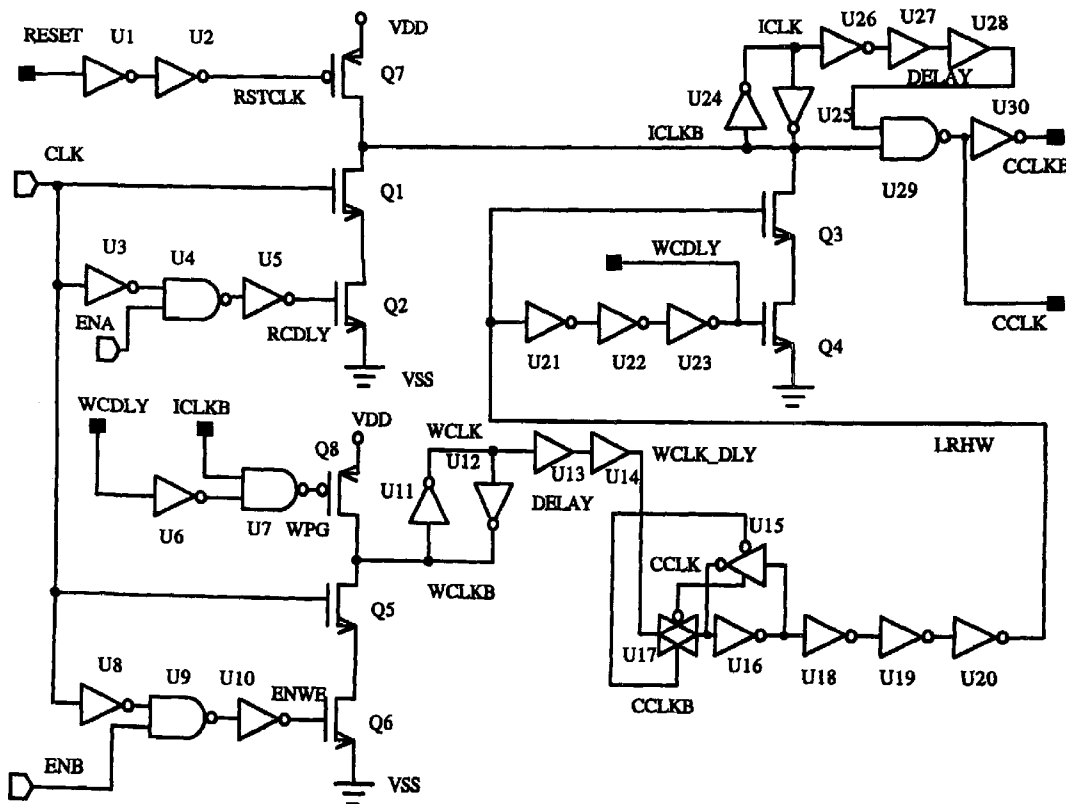 RESET U1 U2 VDD ICLK U26 U27 U28
Q7 DELAY
RSTCLK U24 U25 U30
ICLKB CCLKB
CLK U29
Q1
Q3
U3 U4 U5 WCDLY
ENA Q2
RCDLY Q4 CCLK
U21 U22 U23
VSS
WCDLY ICLKB VDD
Q8 WCLK LRHW
U12 WCLK_DLY
U11 U13 U14
U6 U7 WPG DELAY U15
CCLK
WCLKB
Q5
U17 U16 U18 U19 U20
U8 U9 U10 CCLKB
ENWE
Q6
ENB VSS